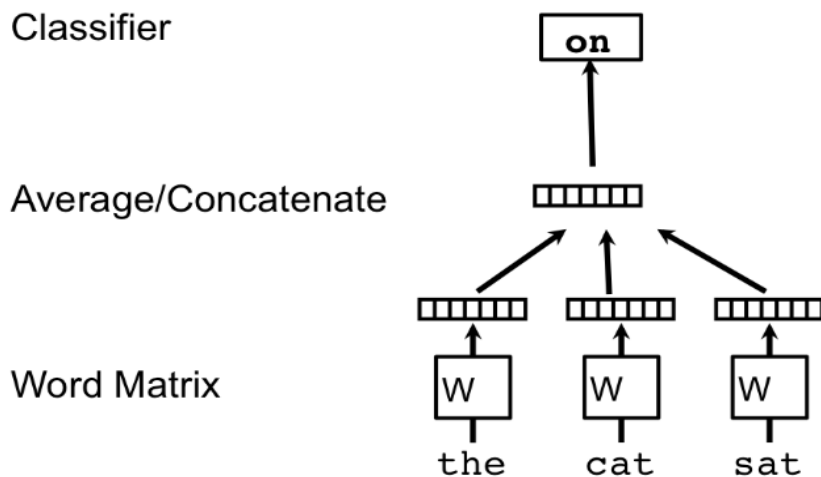 Classifier
on
Average/Concatenate
Word Matrix
W W W
the cat sat